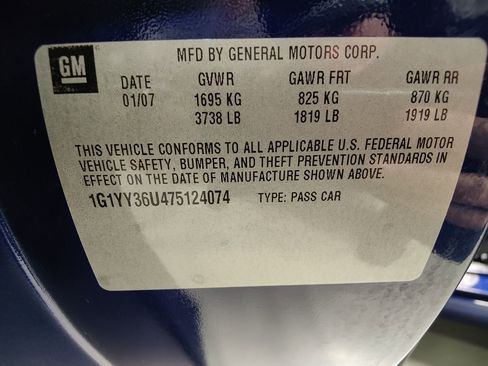 GM
MFD BY GENERAL MOTORS CORP.
DATE GVWR GAWR FRT GAWR RR
01/07 1695 KG 825 KG 870 KG
3738 LB 1819 LB 1919 LB
THIS VEHICLE CONFORMS TO ALL APPLICABLE U.S. FEDERAL MOTOR
VEHICLE SAFETY, BUMPER, AND THEFT PREVENTION STANDARDS IN
EFFECT ON THE DATE OF MANUFACTURE SHOWN ABOVE.
1G1YY36U475124074 TYPE: PASS CAR